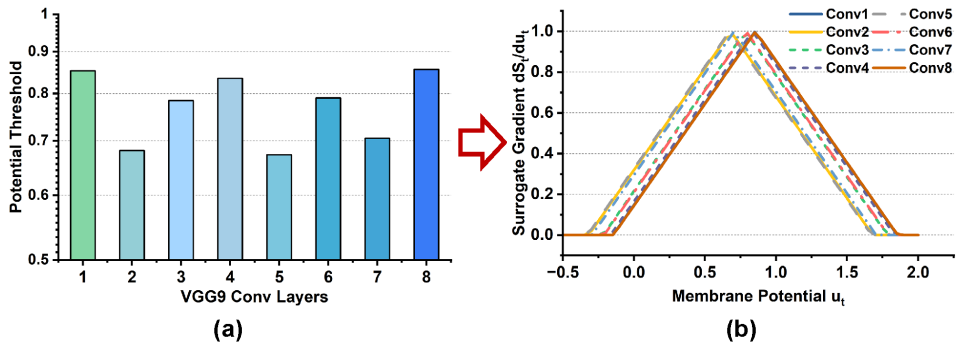 Potential Threshold
1
0.9
0.8
0.7
0.6
0.5
1 2 3 4 5 6 7 8
VGG9 Conv Layers
(a)
Surrogate Gradient dSt/dut
1.0
0.8
0.6
0.4
0.2
0.0
Conv1 Conv5
Conv2 Conv6
Conv3 Conv7
Conv4 Conv8
−0.5 0.0 0.5 1.0 1.5 2.0
Membrane Potential ut
(b)